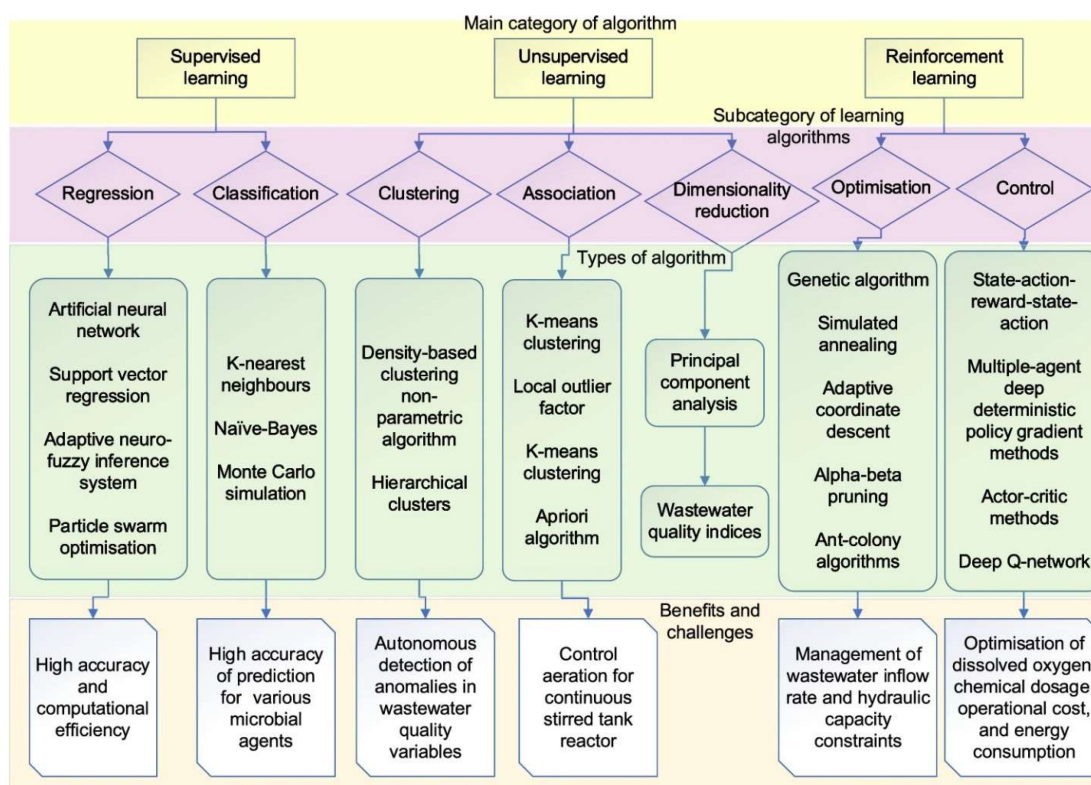 Main category of algorithm
Supervised
learning
Unsupervised
learning
Reinforcement
learning
Subcategory of learning
algorithms
Regression
Classification
Clustering
Association
Dimensionality
reduction
Optimisation
Control
Types of algorithm
Artificial neural
network
Support vector
regression
Adaptive neuro-
fuzzy inference
system
Particle swarm
optimisation
K-nearest
neighbours
Naïve-Bayes
Monte Carlo
simulation
Density-based
clustering
non-
parametric
algorithm
Hierarchical
clusters
K-means
clustering
Local outlier
factor
K-means
clustering
Apriori
algorithm
Principal
component
analysis
Wastewater
quality indices
Genetic algorithm
Simulated
annealing
Adaptive
coordinate
descent
Alpha-beta
pruning
Ant-colony
algorithms
State-action-
reward-state-
action
Multiple-agent
deep
deterministic
policy gradient
methods
Actor-critic
methods
Deep Q-network
Benefits and
challenges
High accuracy
and
computational
efficiency
High accuracy
of prediction
for various
microbial
agents
Autonomous
detection of
anomalies in
wastewater
quality
variables
Control
aeration for
continuous
stirred tank
reactor
Management of
wastewater inflow
rate and hydraulic
capacity
constraints
Optimisation of
dissolved oxygen,
chemical dosage,
operational cost,
and energy
consumption